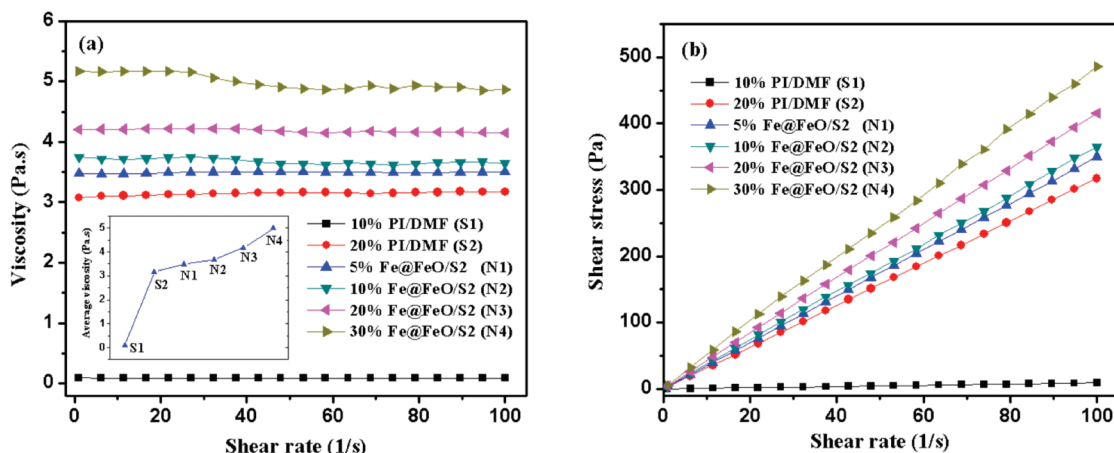 (a)
Viscosity (Pa.s)
6
5
4
3
2
1
0
0 20 40 60 80 100
Shear rate (1/s)
10% PI/DMF (S1)
20% PI/DMF (S2)
5% Fe@FeO/S2 (N1)
10% Fe@FeO/S2 (N2)
20% Fe@FeO/S2 (N3)
30% Fe@FeO/S2 (N4)
Average viscosity (Pa.s)
5
4
3
2
1
0
S1
S2
N1
N2
N3
N4
(b)
Shear stress (Pa)
500
400
300
200
100
0
0 20 40 60 80 100
Shear rate (1/s)
10% PI/DMF (S1)
20% PI/DMF (S2)
5% Fe@FeO/S2 (N1)
10% Fe@FeO/S2 (N2)
20% Fe@FeO/S2 (N3)
30% Fe@FeO/S2 (N4)